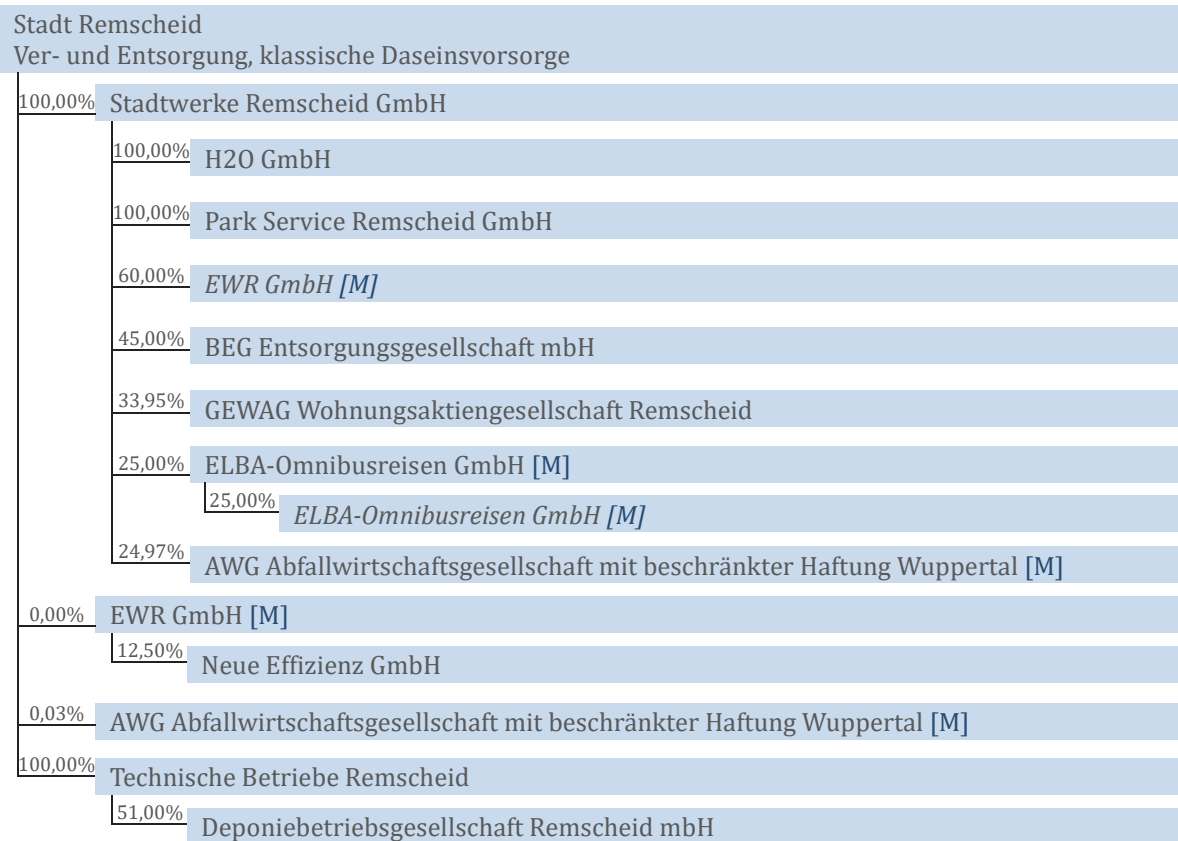 Stadt Remscheid
Ver- und Entsorgung, klassische Daseinsvorsorge
100,00% Stadtwerke Remscheid GmbH
100,00% H2O GmbH
100,00% Park Service Remscheid GmbH
60,00% EWR GmbH [M]
45,00% BEG Entsorgungsgesellschaft mbH
33,95% GEWAG Wohnungsaktiengesellschaft Remscheid
25,00% ELBA-Omnibusreisen GmbH [M]
25,00% ELBA-Omnibusreisen GmbH [M]
24,97% AWG Abfallwirtschaftsgesellschaft mit beschränkter Haftung Wuppertal [M]
0,00% EWR GmbH [M]
12,50% Neue Effizienz GmbH
0,03% AWG Abfallwirtschaftsgesellschaft mit beschränkter Haftung Wuppertal [M]
100,00% Technische Betriebe Remscheid
51,00% Deponiebetriebsgesellschaft Remscheid mbH